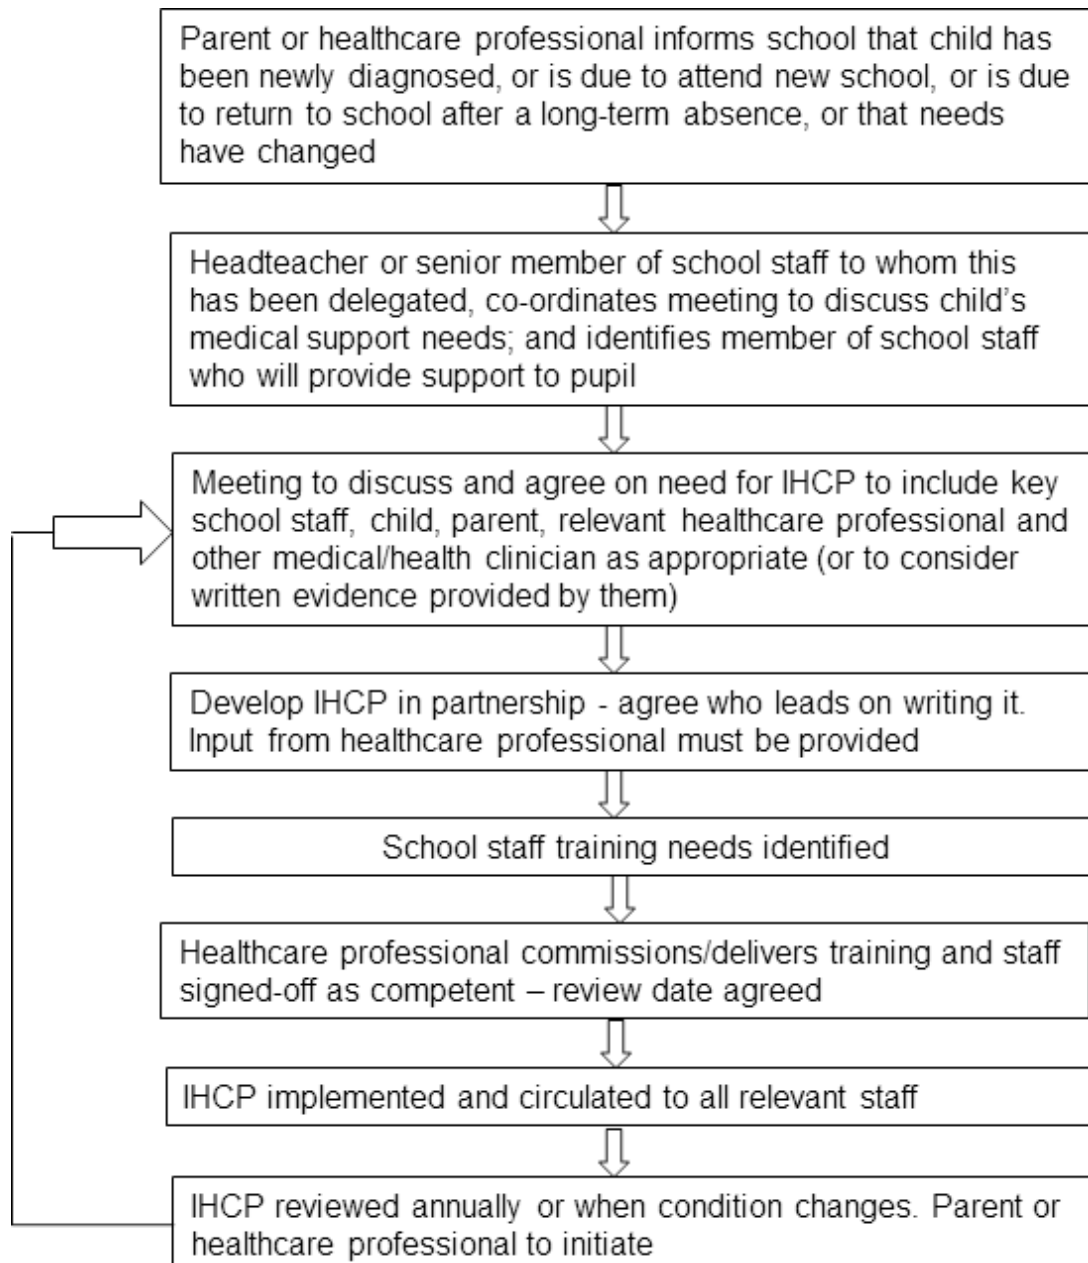 Parent or healthcare professional informs school that child has
been newly diagnosed, or is due to attend new school, or is due
to return to school after a long-term absence, or that needs
have changed
Headteacher or senior member of school staff to whom this
has been delegated, co-ordinates meeting to discuss child's
medical support needs; and identifies member of school staff
who will provide support to pupil
Meeting to discuss and agree on need for IHCP to include key
school staff, child, parent, relevant healthcare professional and
other medical/health clinician as appropriate (or to consider
written evidence provided by them)
Develop IHCP in partnership - agree who leads on writing it.
Input from healthcare professional must be provided
School staff training needs identified
Healthcare professional commissions/delivers training and staff
signed-off as competent – review date agreed
IHCP implemented and circulated to all relevant staff
IHCP reviewed annually or when condition changes. Parent or
healthcare professional to initiate